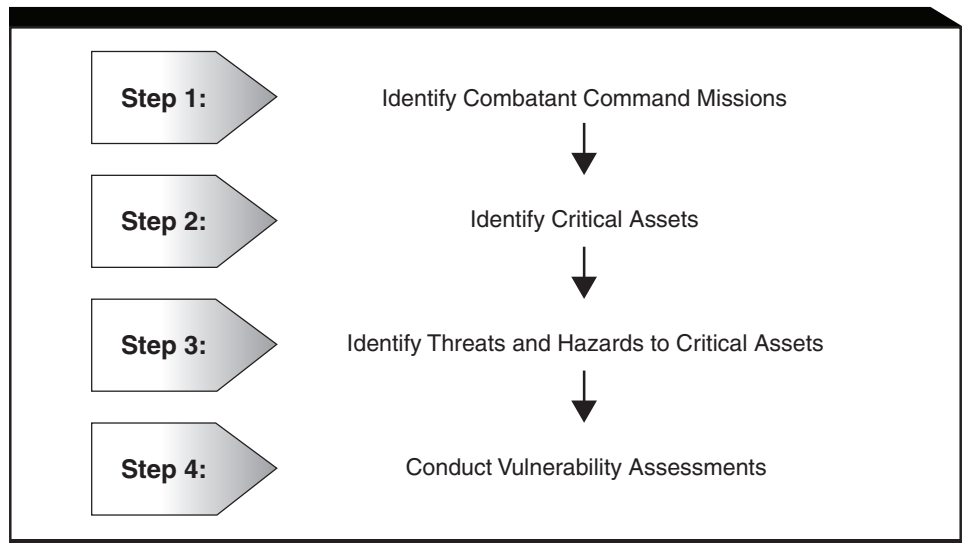 Step 1:
Identify Combatant Command Missions
Step 2:
Identify Critical Assets
Step 3:
Identify Threats and Hazards to Critical Assets
Step 4:
Conduct Vulnerability Assessments